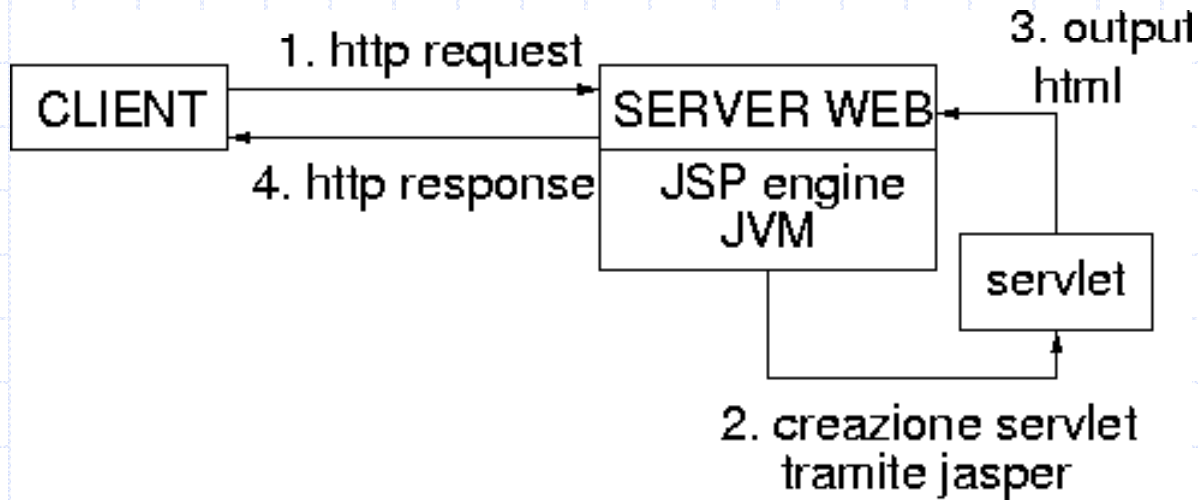 1. http request
3. output
html
CLIENT
SERVER WEB
4. http response
JSP engine
JVM
servlet
2. creazione servlet
tramite jasper